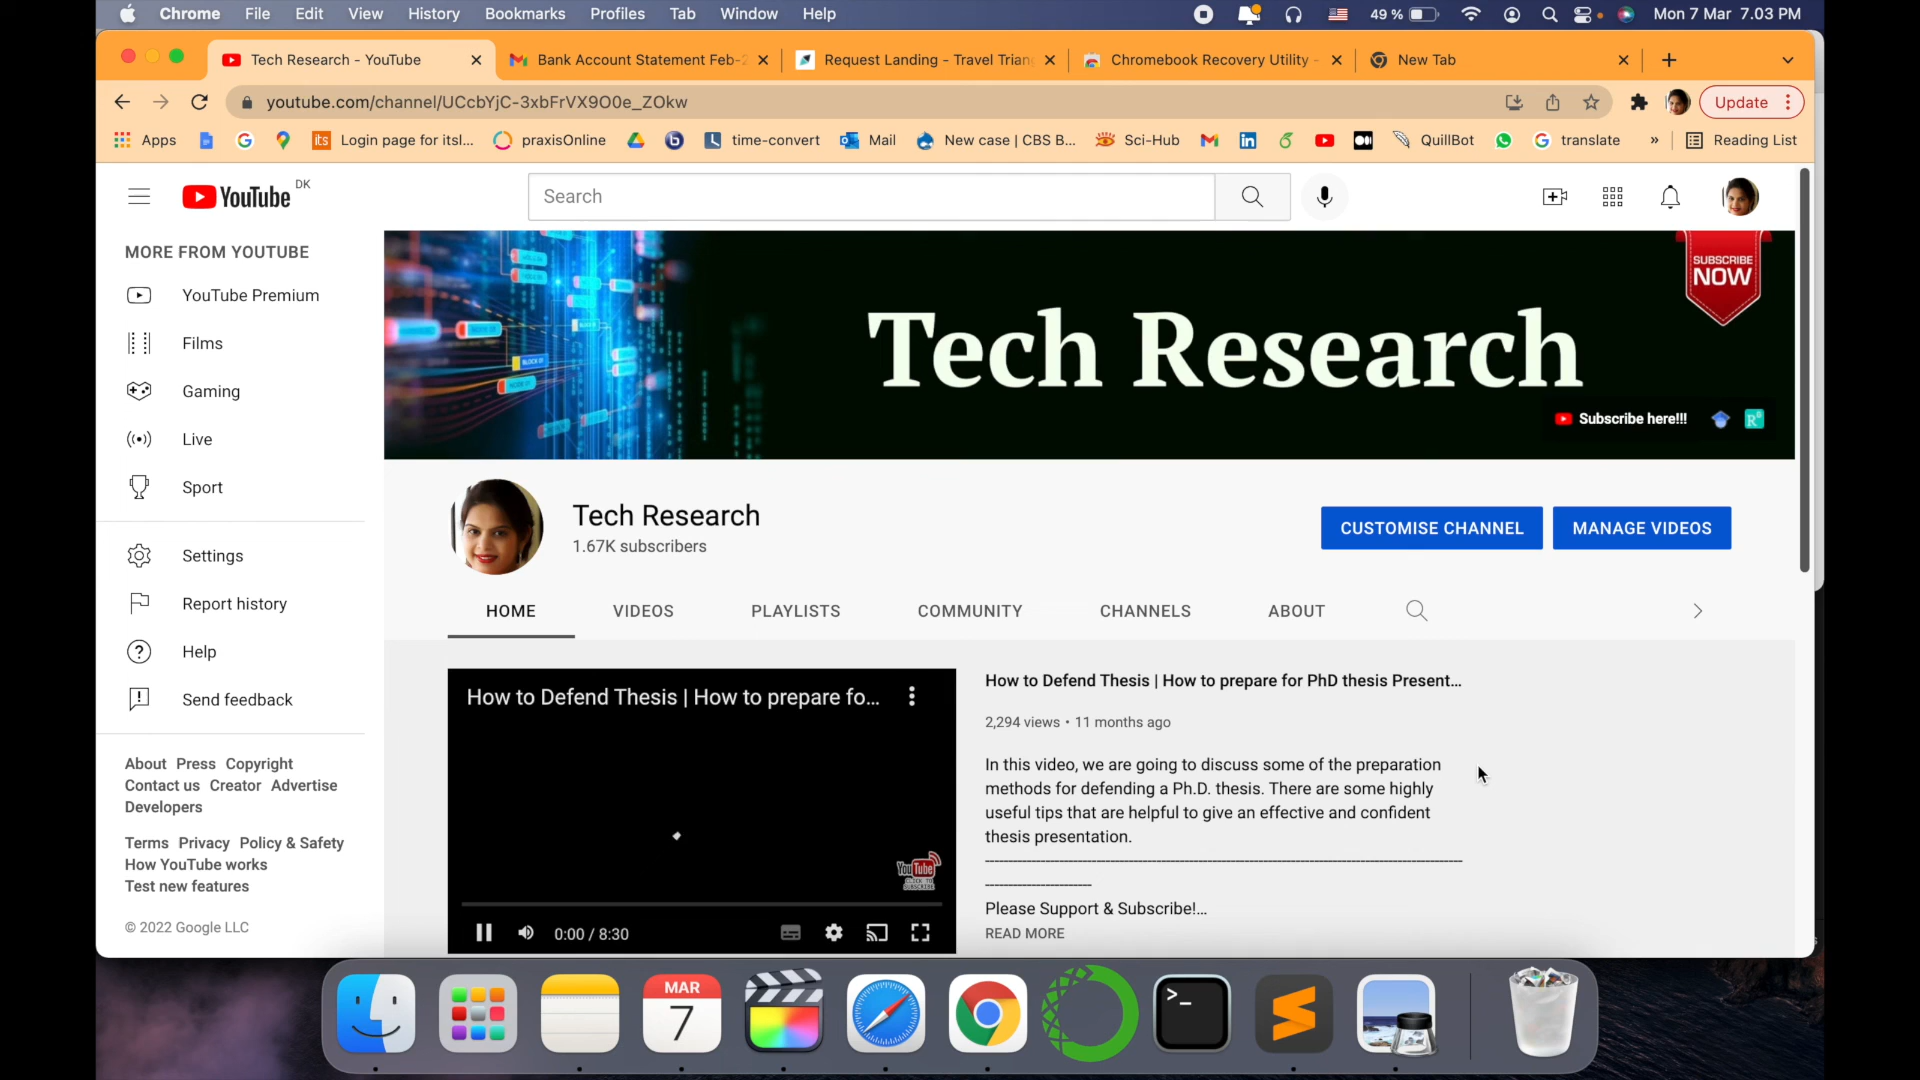 Chrome File Edit View History Bookmarks Profiles Tab Window Help 49 % Mon 7 Mar 7.03 PM
Tech Research - YouTube Bank Account Statement Feb-2 Request Landing - Travel Trian Chromebook Recovery Utility - New Tab
youtube.com/channel/UCcbYjC-3xbFrVX9O0e_ZOkw Update
Apps its Login page for itsl... praxisOnline time-convert Mail New case | CBS B... Sci-Hub QuillBot translate » Reading List
YouTube DK
Search
MORE FROM YOUTUBE
YouTube Premium
Films
Gaming
Live
Sport
Settings
Report history
Help
Send feedback
About Press Copyright
Contact us Creator Advertise
Developers
Terms Privacy Policy & Safety
How YouTube works
Test new features
© 2022 Google LLC
SUBSCRIBE
NOW
Tech Research
Subscribe here!!!
Tech Research
1.67K subscribers
CUSTOMISE CHANNEL MANAGE VIDEOS
HOME VIDEOS PLAYLISTS COMMUNITY CHANNELS ABOUT
How to Defend Thesis | How to prepare fo...
YouTube
CLICK TO
SUBSCRIBE
0:00 / 8:30
How to Defend Thesis | How to prepare for PhD thesis Present...
2,294 views • 11 months ago
In this video, we are going to discuss some of the preparation
methods for defending a Ph.D. thesis. There are some highly
useful tips that are helpful to give an effective and confident
thesis presentation.
Please Support & Subscribe!...
READ MORE
MAR
7